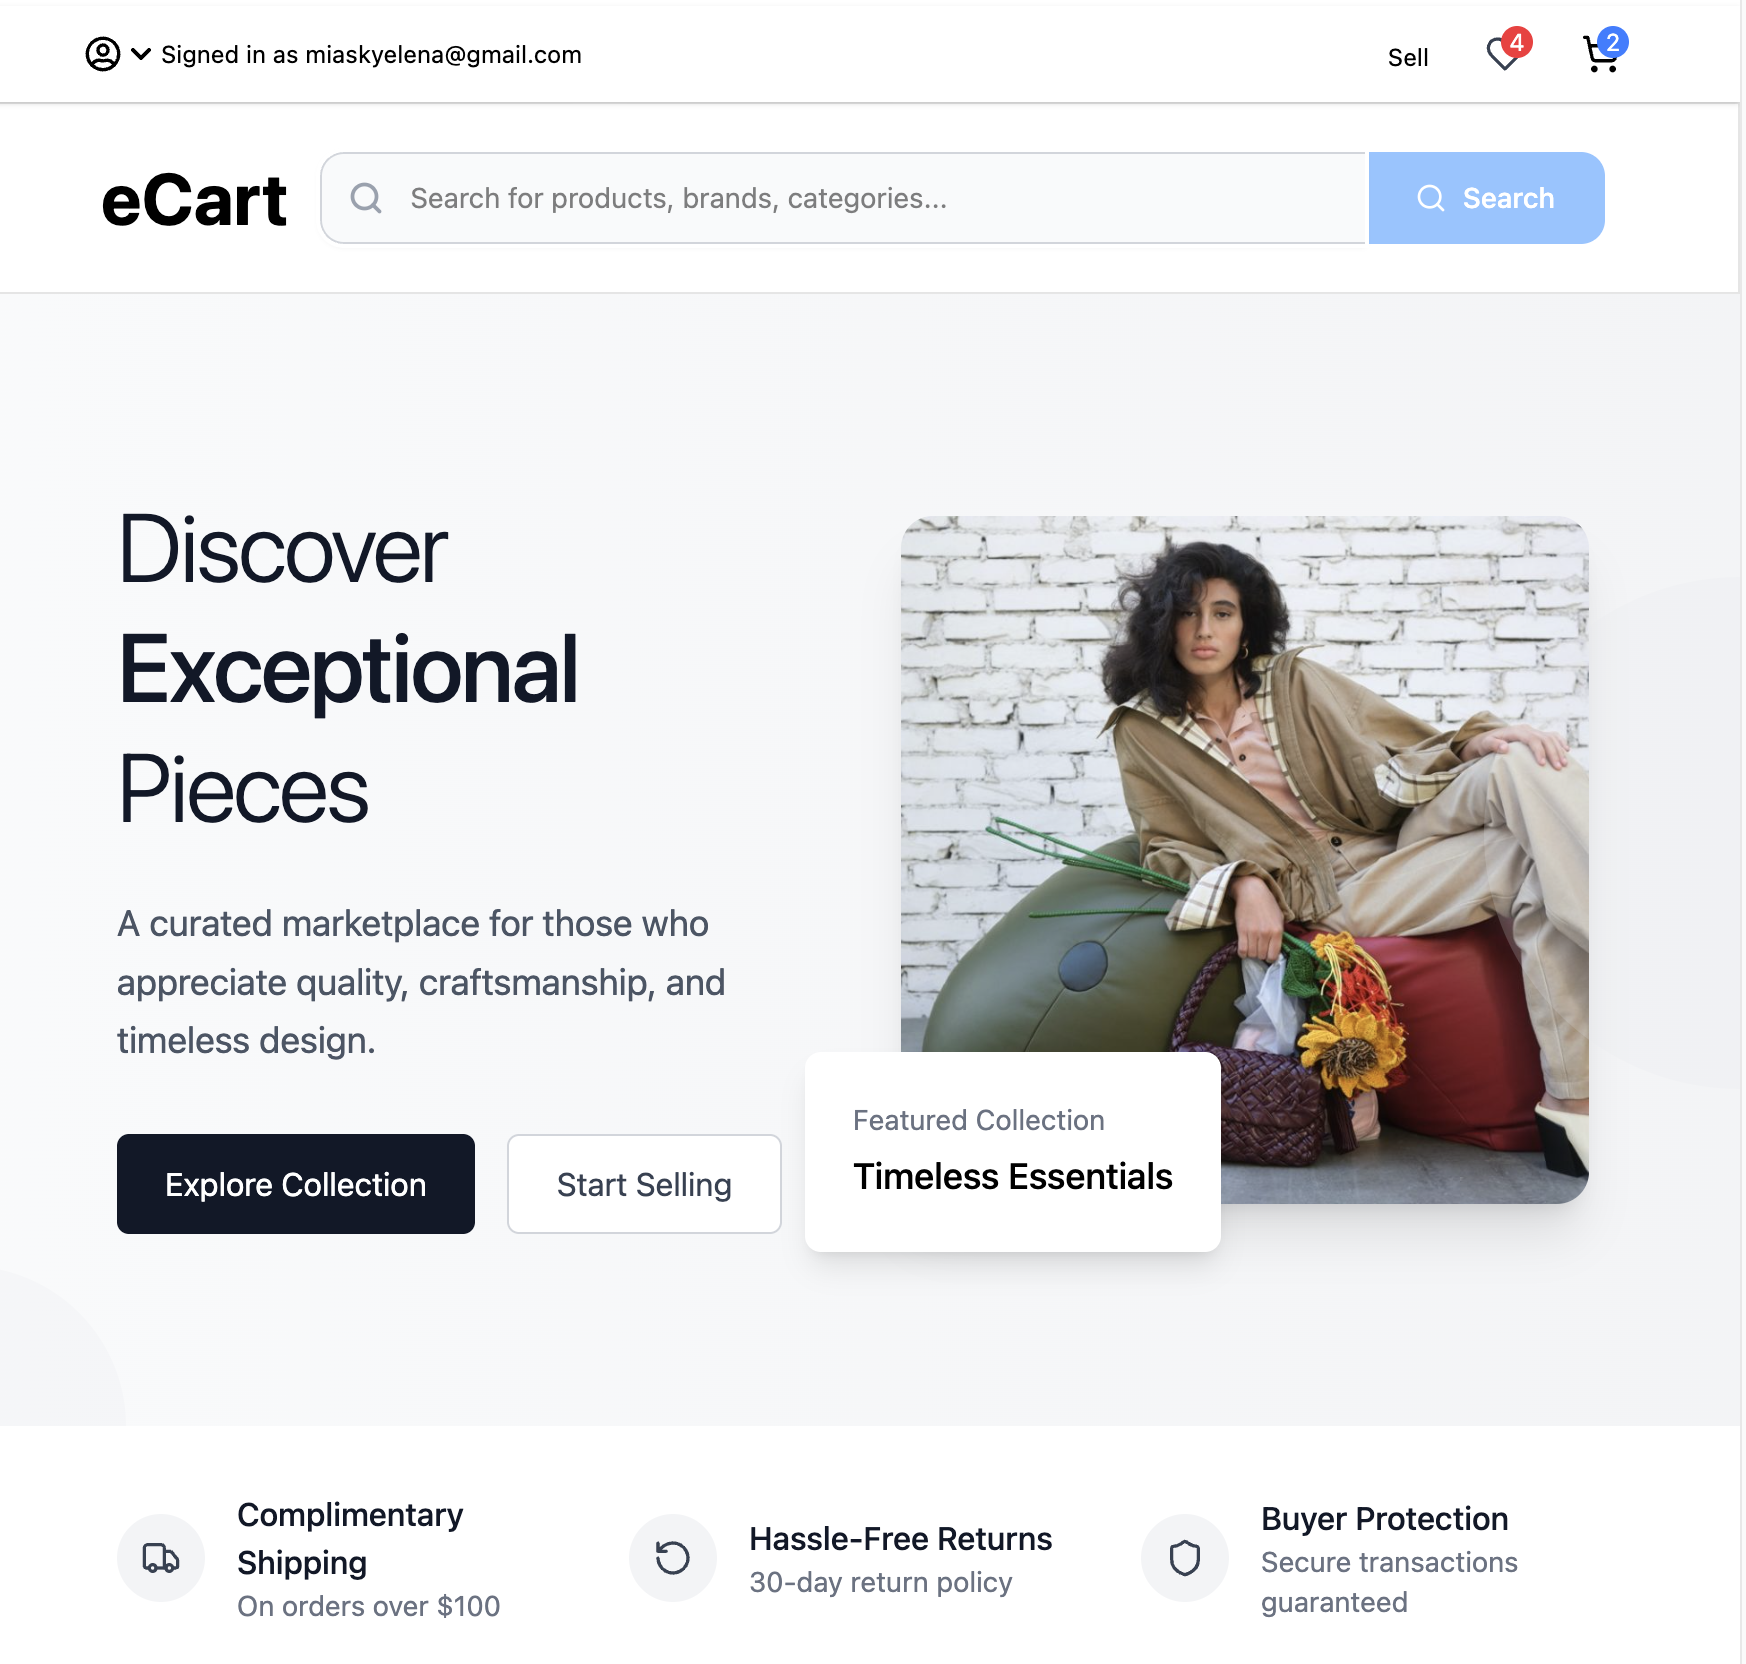 Signed in as miaskyelena@gmail.com
Sell
4
2
eCart
Search for products, brands, categories...
Search
Discover
Exceptional
Pieces
A curated marketplace for those who
appreciate quality, craftsmanship, and
timeless design.
Explore Collection
Start Selling
Featured Collection
Timeless Essentials
Complimentary
Shipping
On orders over $100
Hassle-Free Returns
30-day return policy
Buyer Protection
Secure transactions
guaranteed